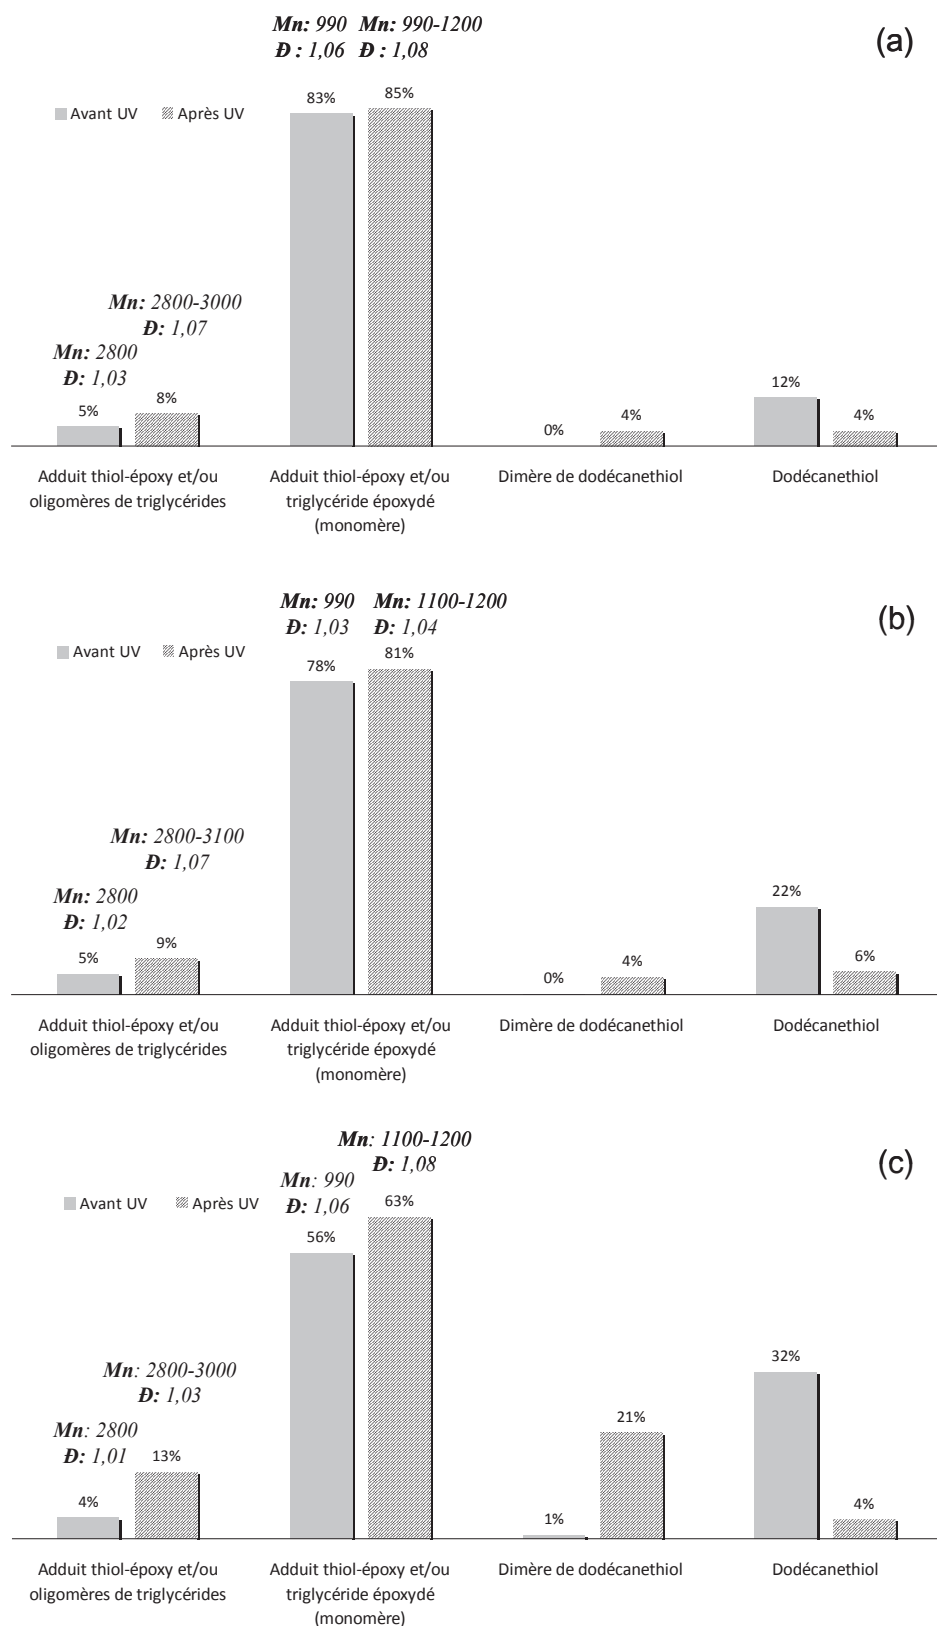 Mn: 990 Mn: 990-1200
Đ : 1,06 Đ : 1,08
(a)
Avant UV Après UV
83% 85%
Mn: 2800-3000
Đ: 1,07
Mn: 2800
Đ: 1,03
5% 8% 0% 4% 12% 4%
Adduit thiol-époxy et/ou
oligomères de triglycérides
Adduit thiol-époxy et/ou
triglycéride époxydé
(monomère)
Dimère de dodécanethiol
Dodécanethiol
Mn: 990 Mn: 1100-1200
Đ: 1,03 Đ: 1,04
(b)
Avant UV Après UV
78% 81%
Mn: 2800-3100
Đ: 1,07
Mn: 2800
Đ: 1,02
5% 9% 0% 4% 22% 6%
Adduit thiol-époxy et/ou
oligomères de triglycérides
Adduit thiol-époxy et/ou
triglycéride époxydé
(monomère)
Dimère de dodécanethiol
Dodécanethiol
Mn: 1100-1200
Đ: 1,08
(c)
Mn: 990
Đ: 1,06
Avant UV Après UV
56% 63%
Mn: 2800-3000
Đ: 1,03
Mn: 2800
Đ: 1,01
4% 13% 1% 21% 32% 4%
Adduit thiol-époxy et/ou
oligomères de triglycérides
Adduit thiol-époxy et/ou
triglycéride époxydé
(monomère)
Dimère de dodécanethiol
Dodécanethiol